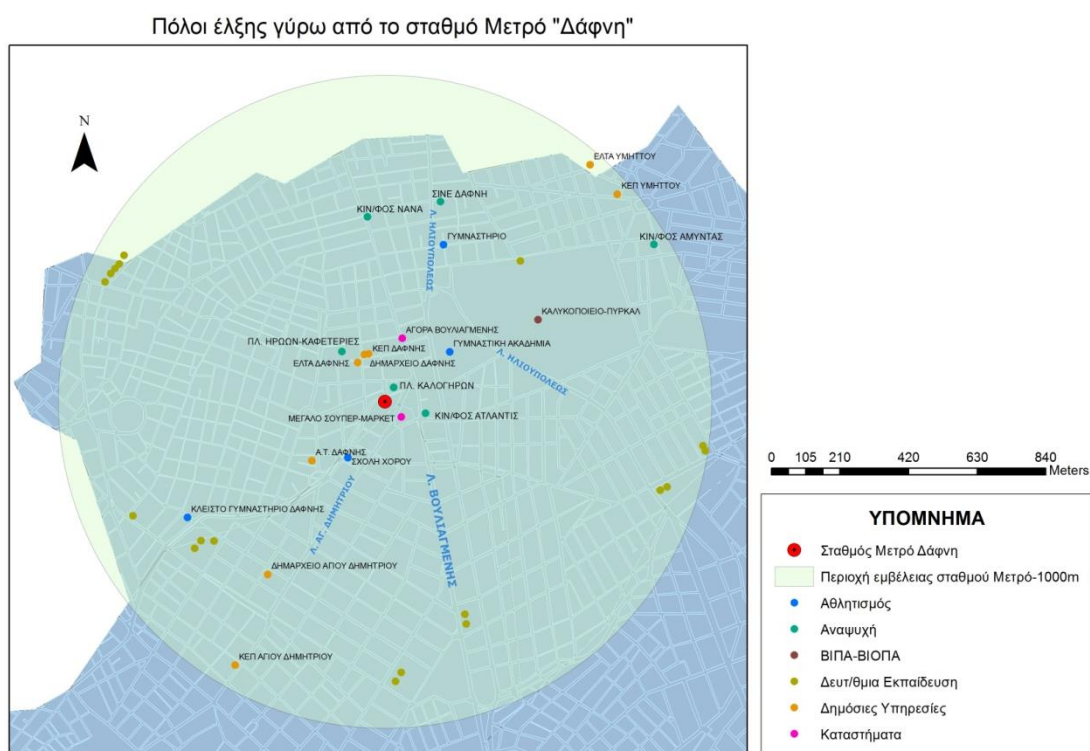 Πόλοι έλξης γύρω από το σταθμό Μετρό "Δάφνη"
N
ΕΛΤΑ ΥΜΗΤΤΟΥ
ΚΕΠ ΥΜΗΤΤΟΥ
ΣΙΝΕ ΔΑΦΝΗ
ΚΙΝ/ΦΟΣ ΝΑΝΑ
Λ. ΗΛΙΟΥΠΟΛΕΩΣ
ΓΥΜΝΑΣΤΗΡΙΟ
ΚΙΝ/ΦΟΣ ΑΜΥΝΤΑΣ
ΚΑΛΥΚΟΠΟΙΕΙΟ-ΠΥΡΚΑΛ
ΑΓΟΡΑ ΒΟΥΛΙΑΓΜΕΝΗΣ
ΠΛ. ΗΡΩΩΝ-ΚΑΦΕΤΕΡΙΕΣ
ΚΕΠ ΔΑΦΝΗΣ
ΓΥΜΝΑΣΤΙΚΗ ΑΚΑΔΗΜΙΑ
ΕΛΤΑ ΔΑΦΝΗΣ
ΔΗΜΑΡΧΕΙΟ ΔΑΦΝΗΣ
Λ. ΗΛΙΟΥΠΟΛΕΩΣ
ΠΛ. ΚΑΛΟΓΗΡΩΝ
ΜΕΓΑΛΟ ΣΟΥΠΕΡ-ΜΑΡΚΕΤ
ΚΙΝ/ΦΟΣ ΑΤΛΑΝΤΙΣ
Α.Τ. ΔΑΦΝΗΣ
ΣΧΟΛΗ ΧΟΡΟΥ
Λ. ΒΟΥΛΙΑΓΜΕΝΗΣ
Λ. ΑΓ. ΔΗΜΗΤΡΙΟΥ
ΚΛΕΙΣΤΟ ΓΥΜΝΑΣΤΗΡΙΟ ΔΑΦΝΗΣ
ΔΗΜΑΡΧΕΙΟ ΑΓΙΟΥ ΔΗΜΗΤΡΙΟΥ
ΚΕΠ ΑΓΙΟΥ ΔΗΜΗΤΡΙΟΥ
0 105 210 420 630 840
Meters
ΥΠΟΜΝΗΜΑ
Σταθμός Μετρό Δάφνη
Περιοχή εμβέλειας σταθμού Μετρό-1000m
Αθλητισμός
Αναψυχή
ΒΙΠΑ-ΒΙΟΠΑ
Δευτ/θμια Εκπαίδευση
Δημόσιες Υπηρεσίες
Καταστήματα